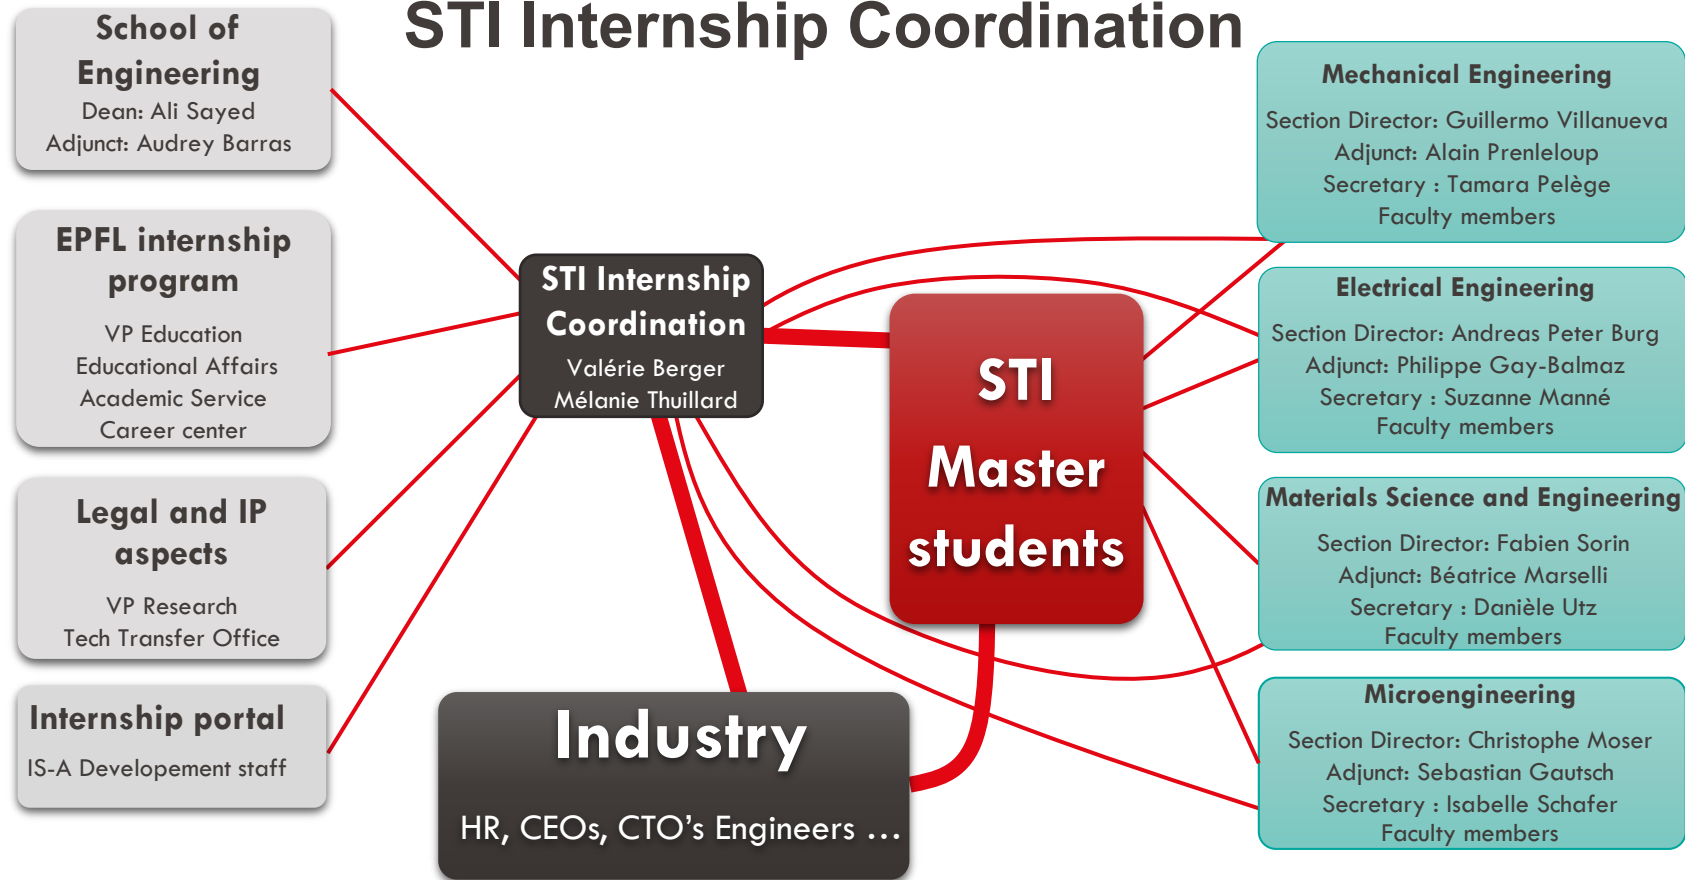 STI Internship Coordination
School of
Engineering
Dean: Ali Sayed
Adjunct: Audrey Barras
EPFL internship
program
VP Education
Educational Affairs
Academic Service
Career center
Legal and IP
aspects
VP Research
Tech Transfer Office
Internship portal
IS-A Developement staff
STI Internship
Coordination
Valérie Berger
Mélanie Thuillard
STI
Master
students
Industry
HR, CEOs, CTO’s Engineers …
Mechanical Engineering
Section Director: Guillermo Villanueva
Adjunct: Alain Prenleloup
Secretary : Tamara Pelège
Faculty members
Electrical Engineering
Section Director: Andreas Peter Burg
Adjunct: Philippe Gay-Balmaz
Secretary : Suzanne Manné
Faculty members
Materials Science and Engineering
Section Director: Fabien Sorin
Adjunct: Béatrice Marselli
Secretary : Danièle Utz
Faculty members
Microengineering
Section Director: Christophe Moser
Adjunct: Sebastian Gautsch
Secretary : Isabelle Schafer
Faculty members